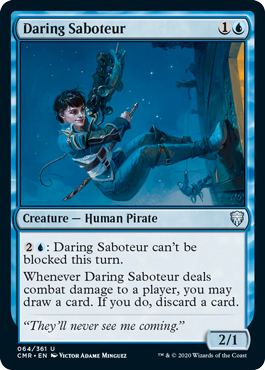 Daring Saboteur 1
Creature — Human Pirate
2 : Daring Saboteur can't be
blocked this turn.
Whenever Daring Saboteur deals
combat damage to a player, you may
draw a card. If you do, discard a card.
"They'll never see me coming."
2/1
064/361 U
CMR • EN Victor Adame Minguez
™ & © 2020 Wizards of the Coast